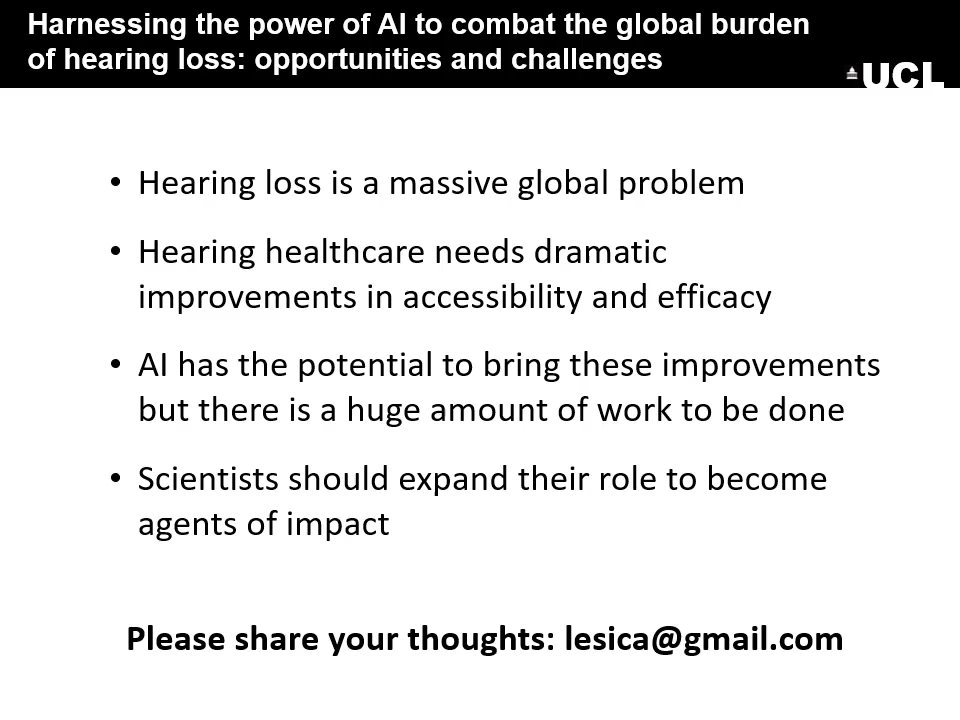 Harnessing the power of AI to combat the global burden
of hearing loss: opportunities and challenges
UCL
• Hearing loss is a massive global problem
• Hearing healthcare needs dramatic
improvements in accessibility and efficacy
• AI has the potential to bring these improvements
but there is a huge amount of work to be done
• Scientists should expand their role to become
agents of impact
Please share your thoughts: lesica@gmail.com